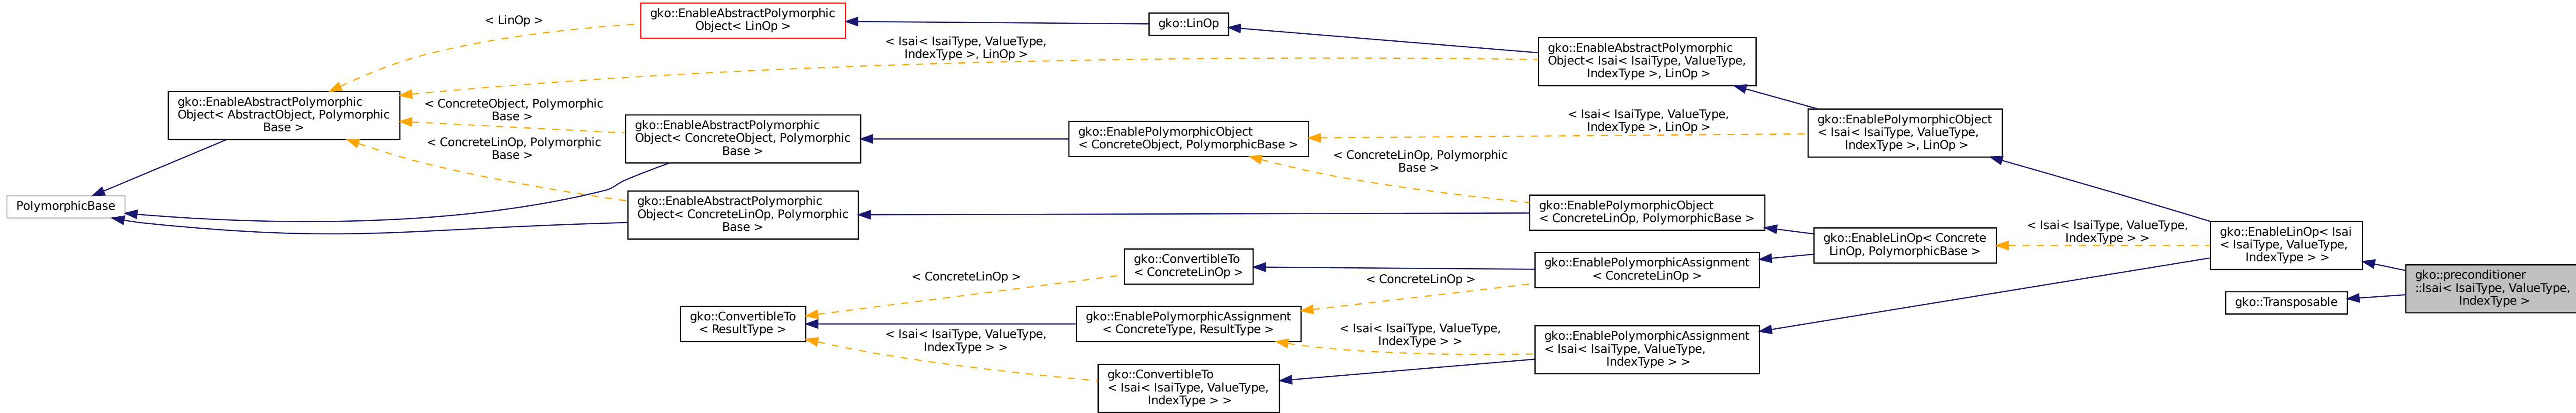 < LinOp >
gko::EnableAbstractPolymorphic
Object< LinOp >
gko::LinOp
< Isai< IsaiType, ValueType,
IndexType >, LinOp >
gko::EnableAbstractPolymorphic
Object< Isai< IsaiType, ValueType,
IndexType >, LinOp >
gko::EnableAbstractPolymorphic
Object< AbstractObject, Polymorphic
Base >
< ConcreteObject, Polymorphic
Base >
gko::EnableAbstractPolymorphic
Object< ConcreteObject, Polymorphic
Base >
gko::EnablePolymorphicObject
< ConcreteObject, PolymorphicBase >
< Isai< IsaiType, ValueType,
IndexType >, LinOp >
gko::EnablePolymorphicObject
< Isai< IsaiType, ValueType,
IndexType >, LinOp >
< ConcreteLinOp, Polymorphic
Base >
< ConcreteLinOp, Polymorphic
Base >
PolymorphicBase
gko::EnableAbstractPolymorphic
Object< ConcreteLinOp, Polymorphic
Base >
gko::EnablePolymorphicObject
< ConcreteLinOp, PolymorphicBase >
gko::EnableLinOp< Concrete
LinOp, PolymorphicBase >
< Isai< IsaiType, ValueType,
IndexType > >
gko::EnableLinOp< Isai
< IsaiType, ValueType,
IndexType > >
gko::ConvertibleTo
< ConcreteLinOp >
gko::EnablePolymorphicAssignment
< ConcreteLinOp >
< ConcreteLinOp >
< ConcreteLinOp >
gko::preconditioner
::Isai< IsaiType, ValueType,
IndexType >
gko::Transposable
gko::ConvertibleTo
< ResultType >
gko::EnablePolymorphicAssignment
< ConcreteType, ResultType >
< Isai< IsaiType, ValueType,
IndexType > >
< Isai< IsaiType, ValueType,
IndexType > >
gko::EnablePolymorphicAssignment
< Isai< IsaiType, ValueType,
IndexType > >
gko::ConvertibleTo
< Isai< IsaiType, ValueType,
IndexType > >